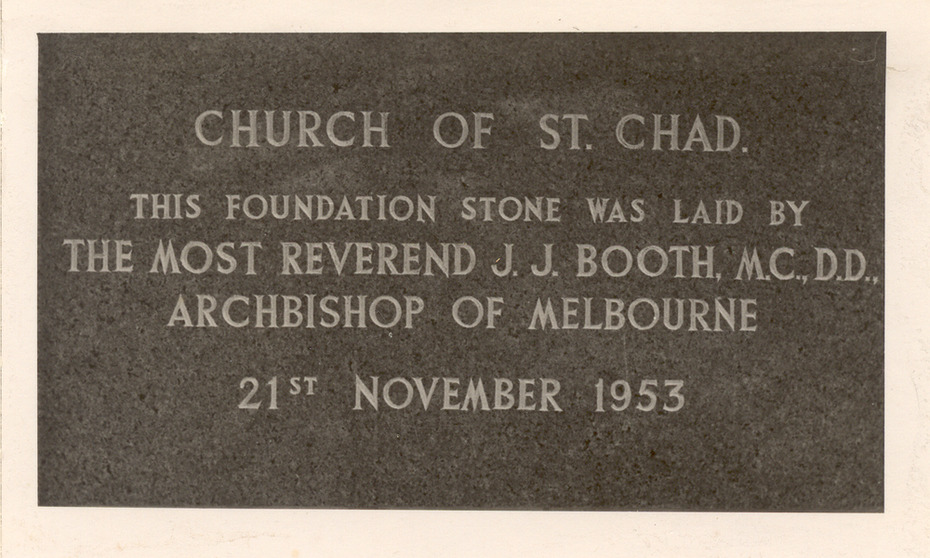 CHURCH OF ST. CHAD.
THIS FOUNDATION STONE WAS LAID BY
THE MOST REVEREND J. J. BOOTH, M.C., D.D.,
ARCHBISHOP OF MELBOURNE
21ST NOVEMBER 1953